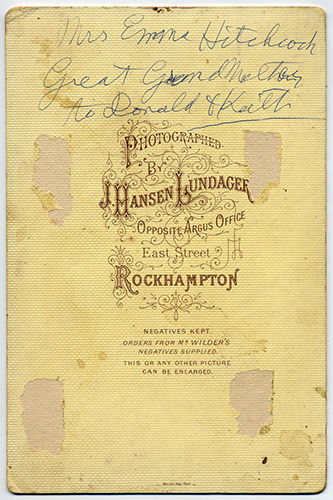 Mrs Emma Hitchcock
Great Grandmother
to Donald & Keith
PHOTOGRAPHED
BY
J. HANSEN LUNDAGER
OPPOSITE ARGUS OFFICE
East Street
ROCKHAMPTON
NEGATIVES KEPT.
ORDERS FROM MR WILDER'S
NEGATIVES SUPPLIED.
THIS OR ANY OTHER PICTURE
CAN BE ENLARGED.